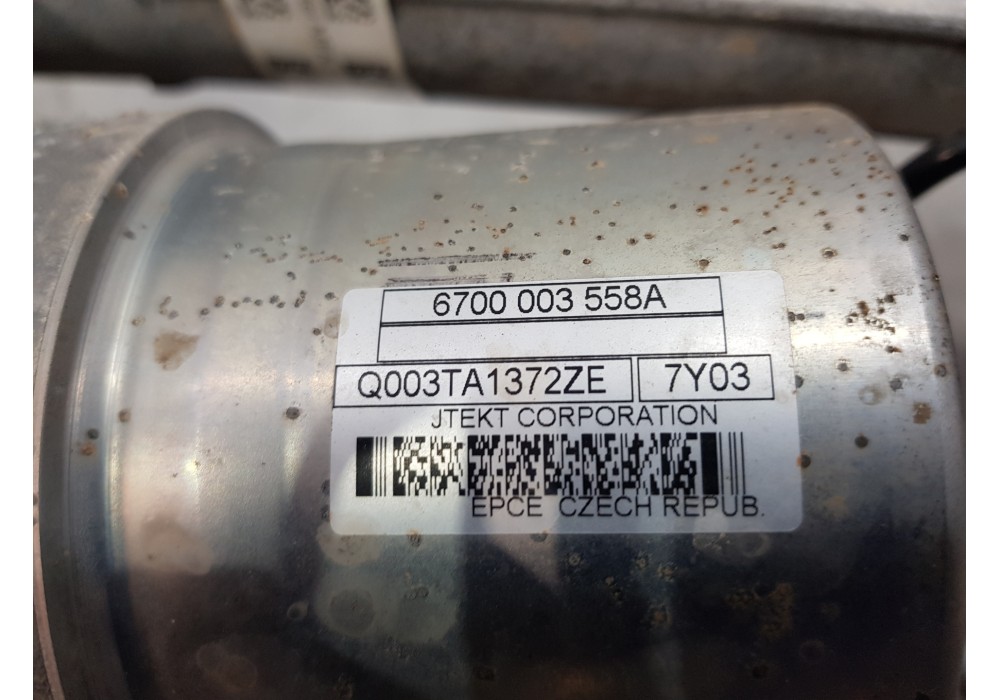 6700 003 558A
Q003TA1372ZE 7Y03
JTEKT CORPORATION
EPCE CZECH REPUB.